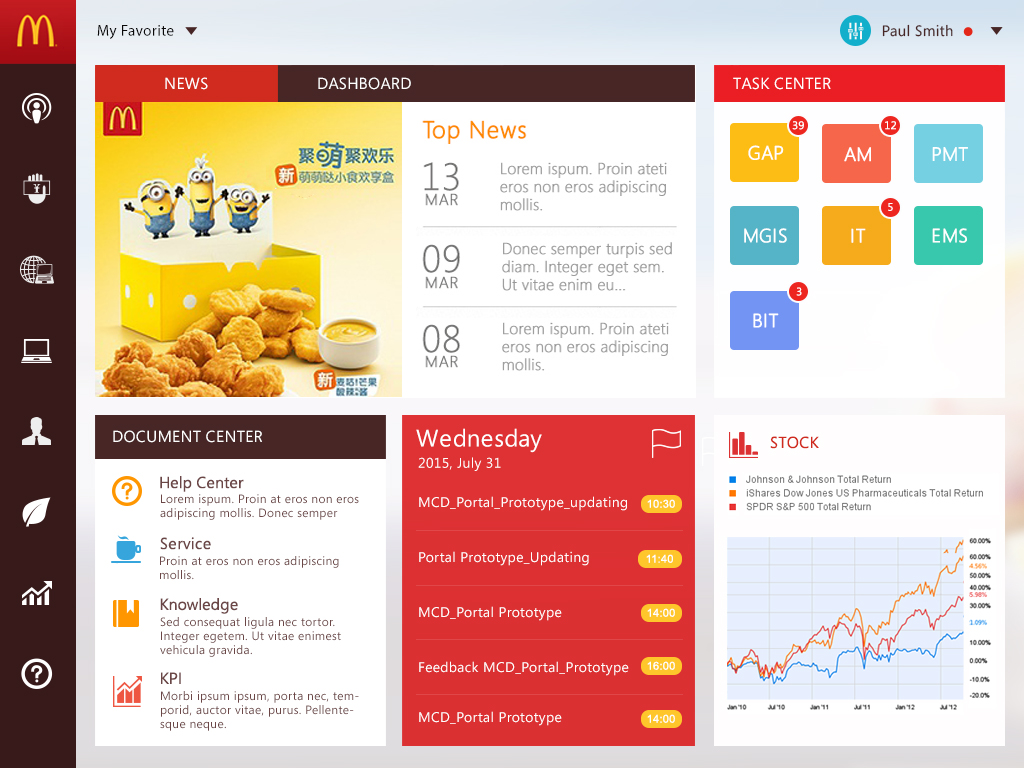 My Favorite
Paul Smith
NEWS
DASHBOARD
聚萌聚欢乐
新 萌萌哒小食欢享盒
新
Top News
13
MAR
Lorem ispum. Proin ateti
eros non eros adipiscing
mollis.
09
MAR
Donec semper turpis sed
diam. Integer eget sem.
Ut vitae enim eu...
08
MAR
Lorem ispum. Proin ateti
eros non eros adipiscing
mollis.
TASK CENTER
GAP
39
AM
12
PMT
MGIS
IT
5
EMS
BIT
3
DOCUMENT CENTER
Help Center
Lorem ispum. Proin at eros non eros
adipiscing mollis. Donec semper
Service
Proin at eros non eros adipiscing
mollis.
Knowledge
Sed consequat ligula nec tortor.
Integer egetem. Ut vitae enimest
vehicula gravida.
KPI
Morbi ipsum ipsum, porta nec, tem-
porid, auctor vitae, purus. Pellente-
sque neque.
Wednesday
2015, July 31
MCD_Portal_Prototype_updating 10:30
Portal Prototype_Updating 11:40
MCD_Portal Prototype 14:00
Feedback MCD_Portal_Prototype 16:00
MCD_Portal Prototype 14:00
STOCK
Johnson & Johnson Total Return
iShares Dow Jones US Pharmaceuticals Total Return
SPDR S&P 500 Total Return
60.00%
60.00%
4.56%
50.00%
40.00%
5.98%
30.00%
3.09%
10.00%
0.00%
-10.0%
-20.0%
Jan '10 Jul '10 Jan '11 Jul '11 Jan '12 Jul '12